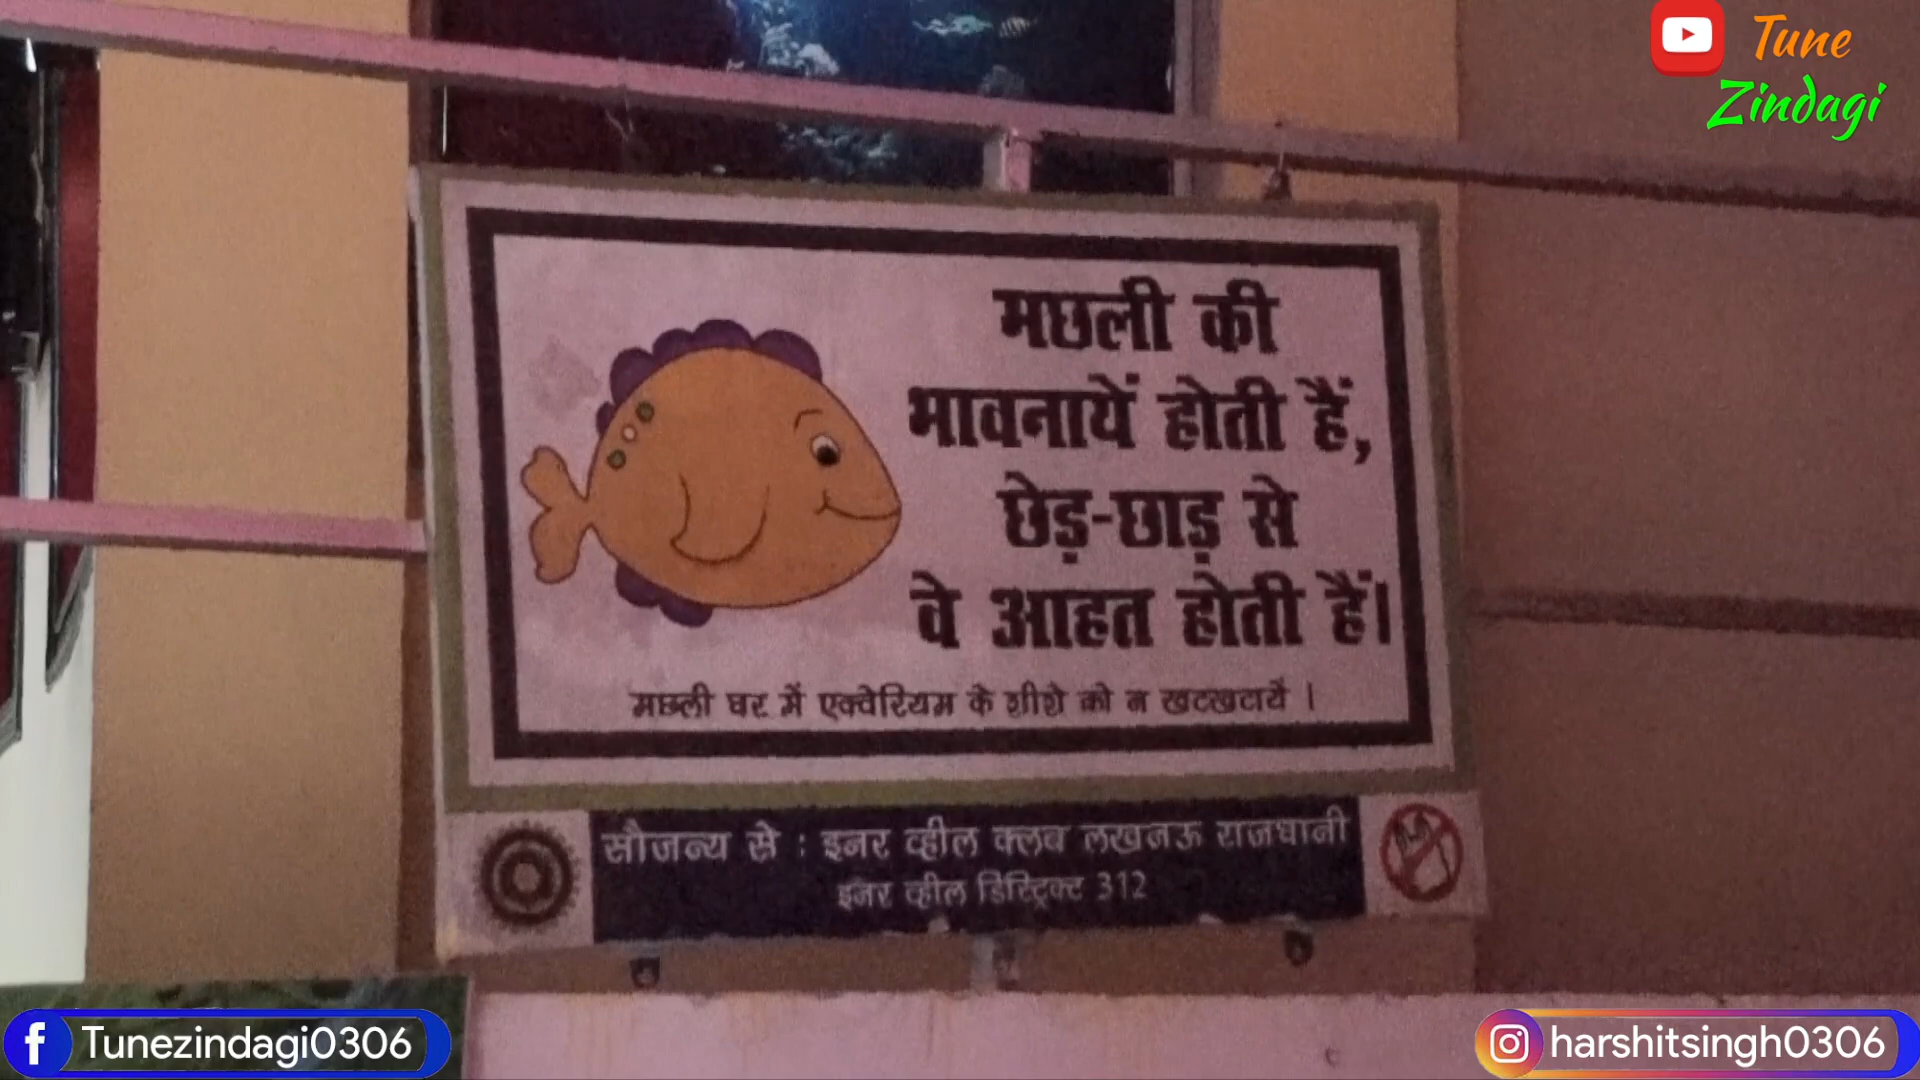 Tune
Zindagi
मछली की
भावनायें होती हैं,
छेड़-छाड़ से
वे आहत होती हैं।
मछली घर में एक्वेरियम के शीशे को न खटखटायें ।
सौजन्य से : इनर व्हील क्लब लखनऊ राजधानी
इनर व्हील डिस्ट्रिक्ट 312
Tunezindagi0306
harshitsingh0306